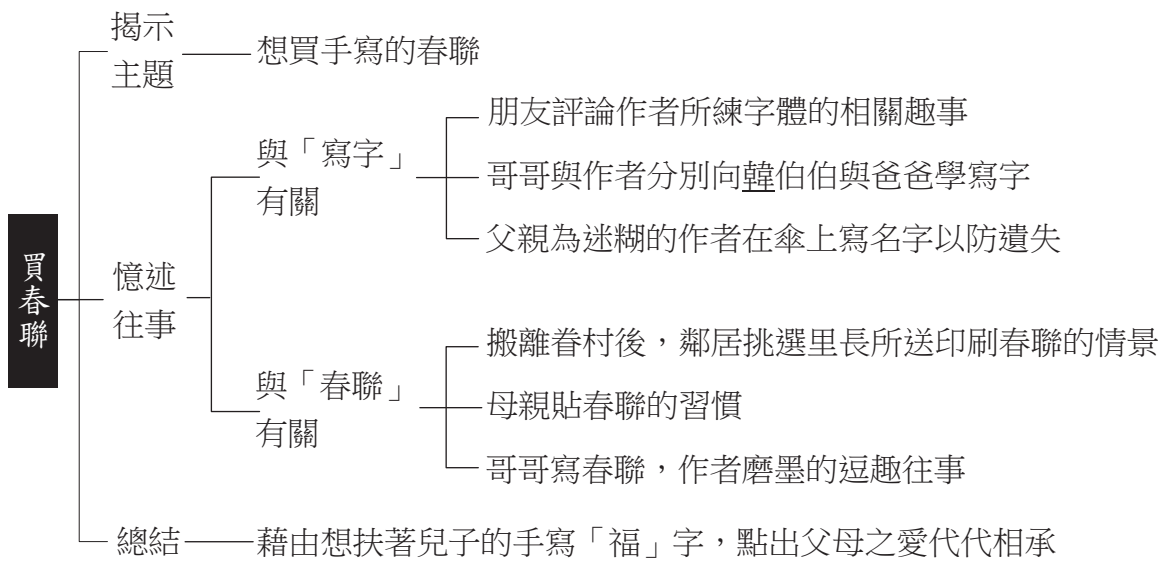 買春聯
揭示
主題
想買手寫的春聯
憶述
往事
與「寫字」
有關
朋友評論作者所練字體的相關趣事
哥哥與作者分別向韓伯伯與爸爸學寫字
父親為迷糊的作者在傘上寫名字以防遺失
與「春聯」
有關
搬離眷村後，鄰居挑選里長所送印刷春聯的情景
母親貼春聯的習慣
哥哥寫春聯，作者磨墨的逗趣往事
總結
藉由想扶著兒子的手寫「福」字，點出父母之愛代代相承